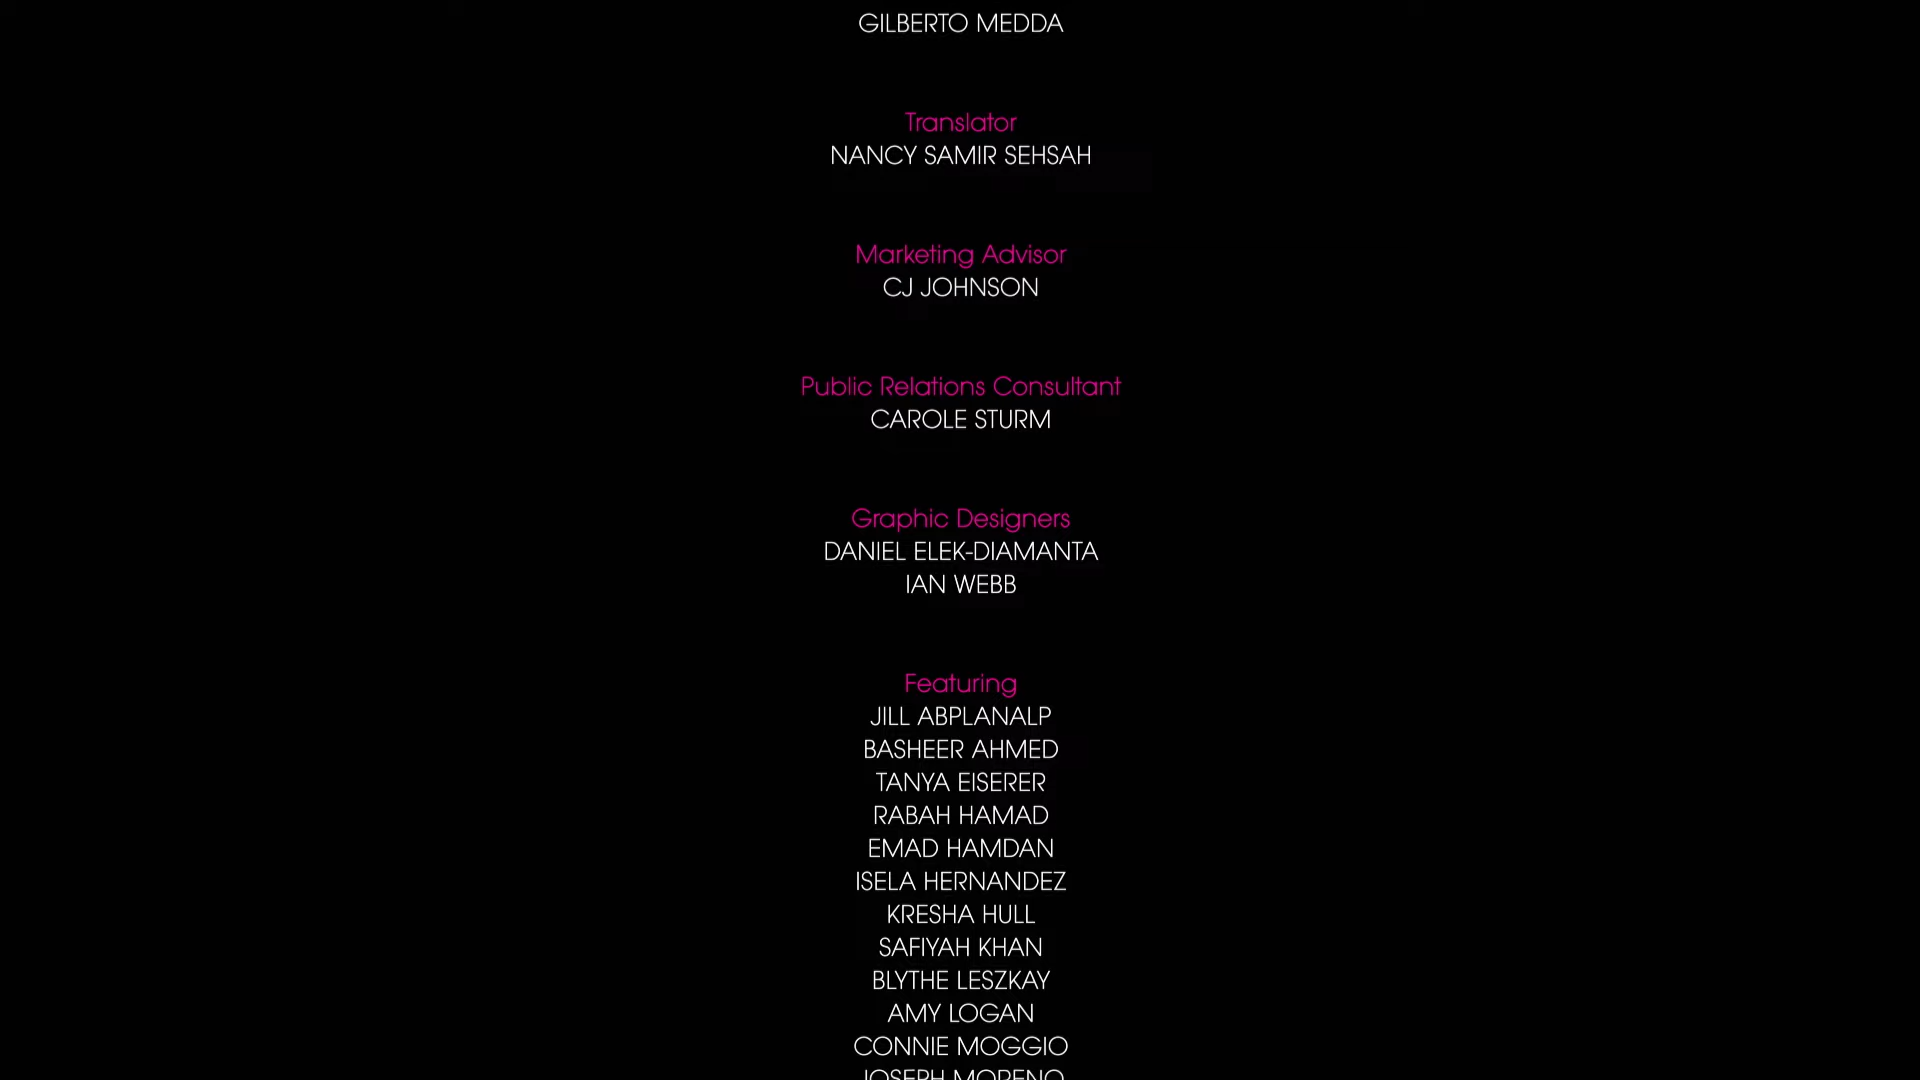 GILBERTO MEDDA
Translator
NANCY SAMIR SEHSAH
Marketing Advisor
CJ JOHNSON
Public Relations Consultant
CAROLE STURM
Graphic Designers
DANIEL ELEK-DIAMANTA
IAN WEBB
Featuring
JILL ABPLANALP
BASHEER AHMED
TANYA EISERER
RABAH HAMAD
EMAD HAMDAN
ISELA HERNANDEZ
KRESHA HULL
SAFIYAH KHAN
BLYTHE LESZKAY
AMY LOGAN
CONNIE MOGGIO
JOSEPH MORENO